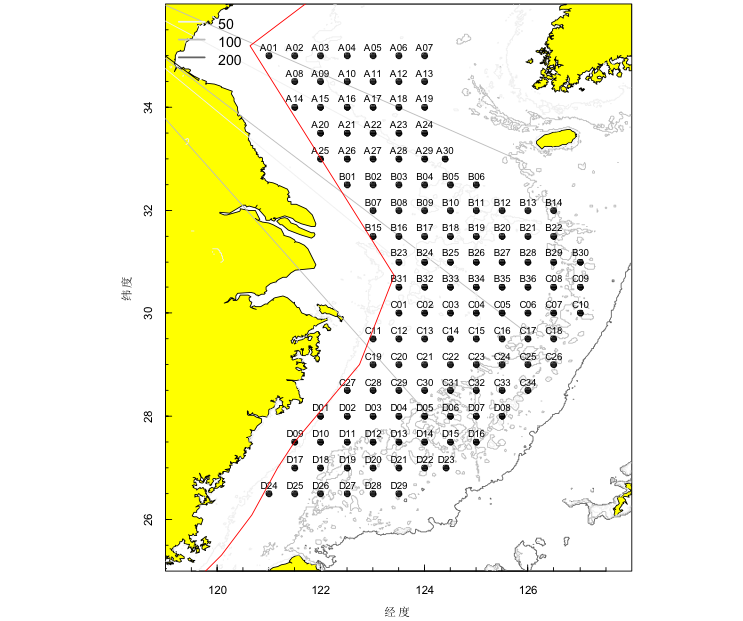 50
100
200
A01 A02 A03 A04 A05 A06 A07
A08 A09 A10 A11 A12 A13
A14 A15 A16 A17 A18 A19
34
A20 A21 A22 A23 A24
A25 A26 A27 A28 A29 A30
B01 B02 B03 B04 B05 B06
32
B07 B08 B09 B10 B11 B12 B13 B14
B15 B16 B17 B18 B19 B20 B21 B22
B23 B24 B25 B26 B27 B28 B29 B30
B31 B32 B33 B34 B35 B36 C08 C09
纬度
30
C01 C02 C03 C04 C05 C06 C07 C10
C11 C12 C13 C14 C15 C16 C17 C18
C19 C20 C21 C22 C23 C24 C25 C26
C27 C28 C29 C30 C31 C32 C33 C34
28
D01 D02 D03 D04 D05 D06 D07 D08
D09 D10 D11 D12 D13 D14 D15 D16
D17 D18 D19 D20 D21 D22 D23
D24 D25 D26 D27 D28 D29
26
120 122 124 126
经度